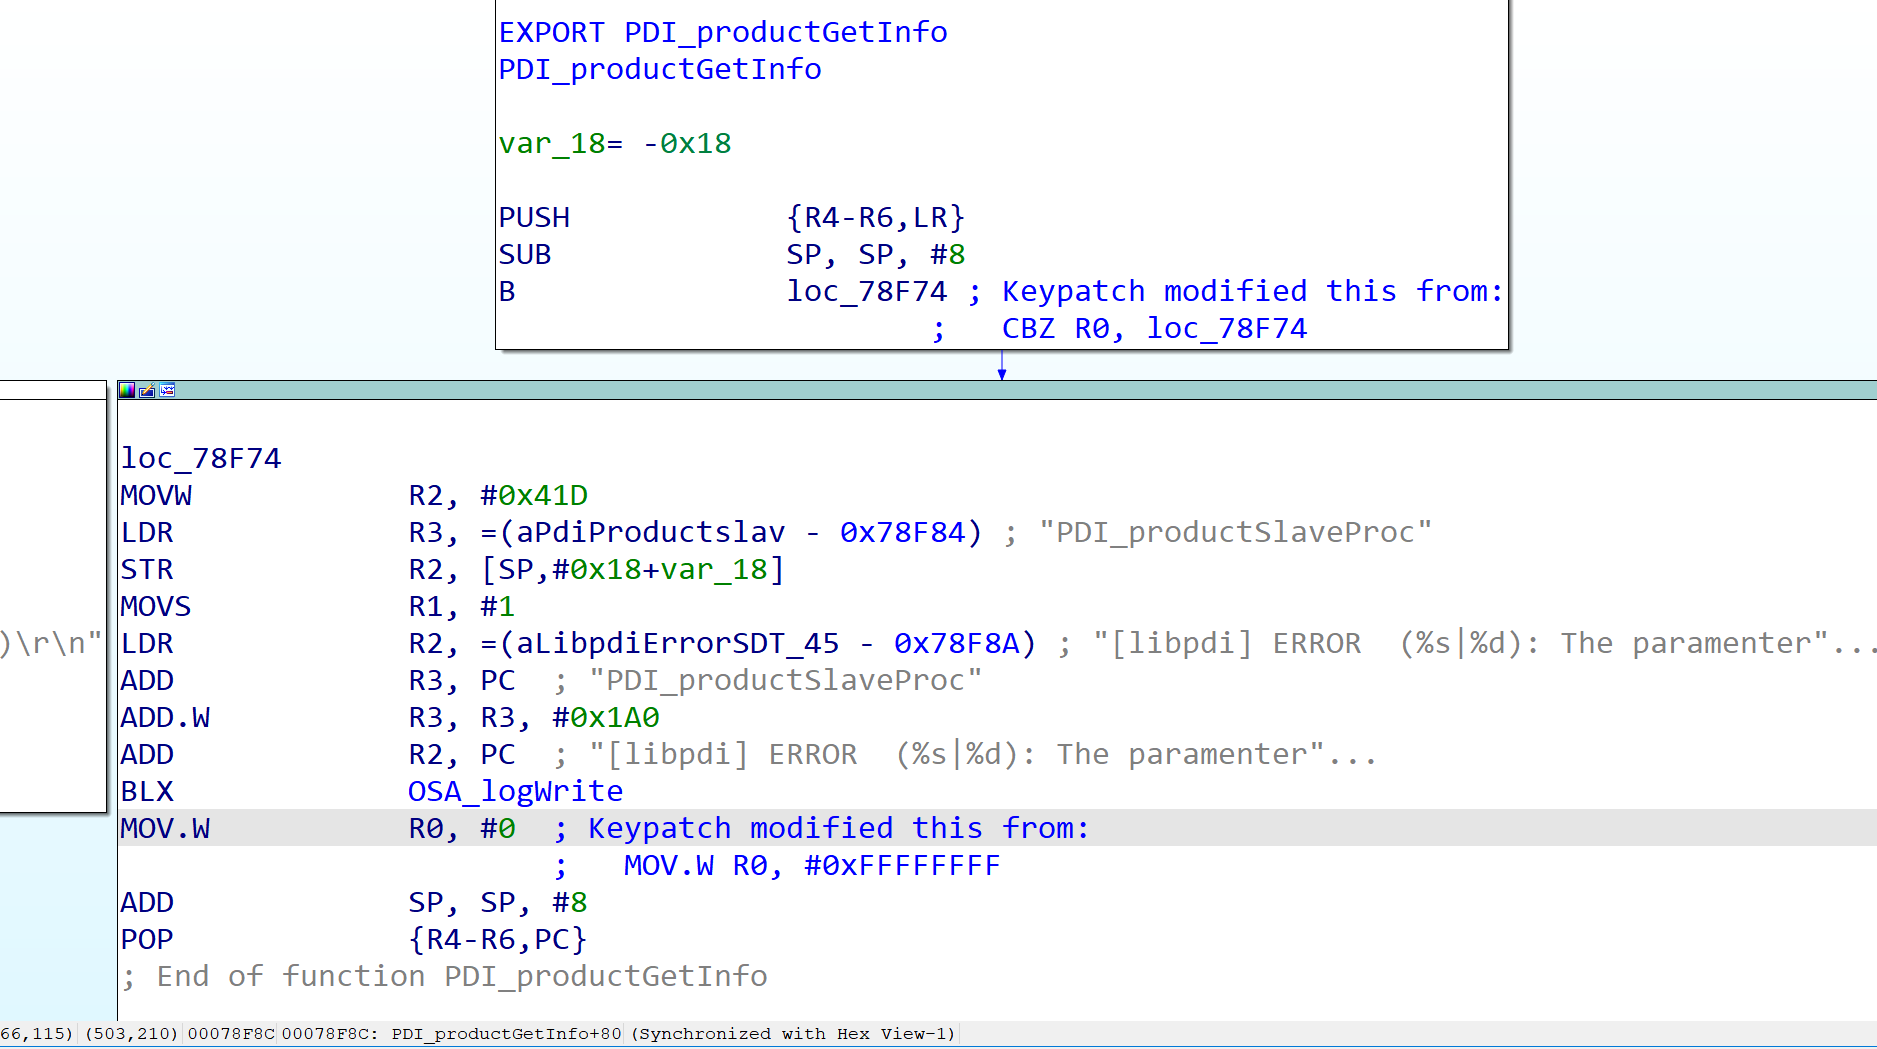 EXPORT PDI_productGetInfo
PDI_productGetInfo
var_18= -0x18
PUSH {R4-R6,LR}
SUB SP, SP, #8
B loc_78F74 ; Keypatch modified this from:
; CBZ R0, loc_78F74
)\r\n"
loc_78F74
MOVW R2, #0x41D
LDR R3, =(aPdiProductslav - 0x78F84) ; "PDI_productSlaveProc"
STR R2, [SP,#0x18+var_18]
MOVS R1, #1
LDR R2, =(aLibpdiErrorSDT_45 - 0x78F8A) ; "[libpdi] ERROR (%s|%d): The paramenter"...
ADD R3, PC ; "PDI_productSlaveProc"
ADD.W R3, R3, #0x1A0
ADD R2, PC ; "[libpdi] ERROR (%s|%d): The paramenter"...
BLX OSA_logWrite
MOV.W R0, #0 ; Keypatch modified this from:
; MOV.W R0, #0xFFFFFFFF
ADD SP, SP, #8
POP {R4-R6,PC}
; End of function PDI_productGetInfo
66,115) (503,210) 00078F8C 00078F8C: PDI_productGetInfo+80 (Synchronized with Hex View-1)